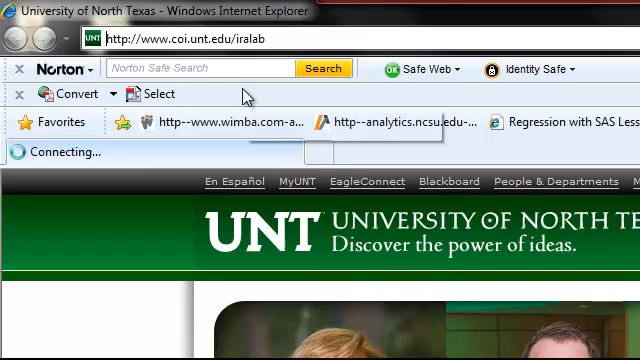 University of North Texas - Windows Internet Explorer
UNT http://www.coi.unt.edu/iralab
x Norton Norton Safe Search Search OK Safe Web Identity Safe
x Convert Select
Favorites http--www.wimba.com-a... http--analytics.ncsu.edu-... Regression with SAS Less
Connecting...
En Español MyUNT EagleConnect Blackboard People & Departments M
UNT UNIVERSITY OF NORTH TE
Discover the power of ideas.